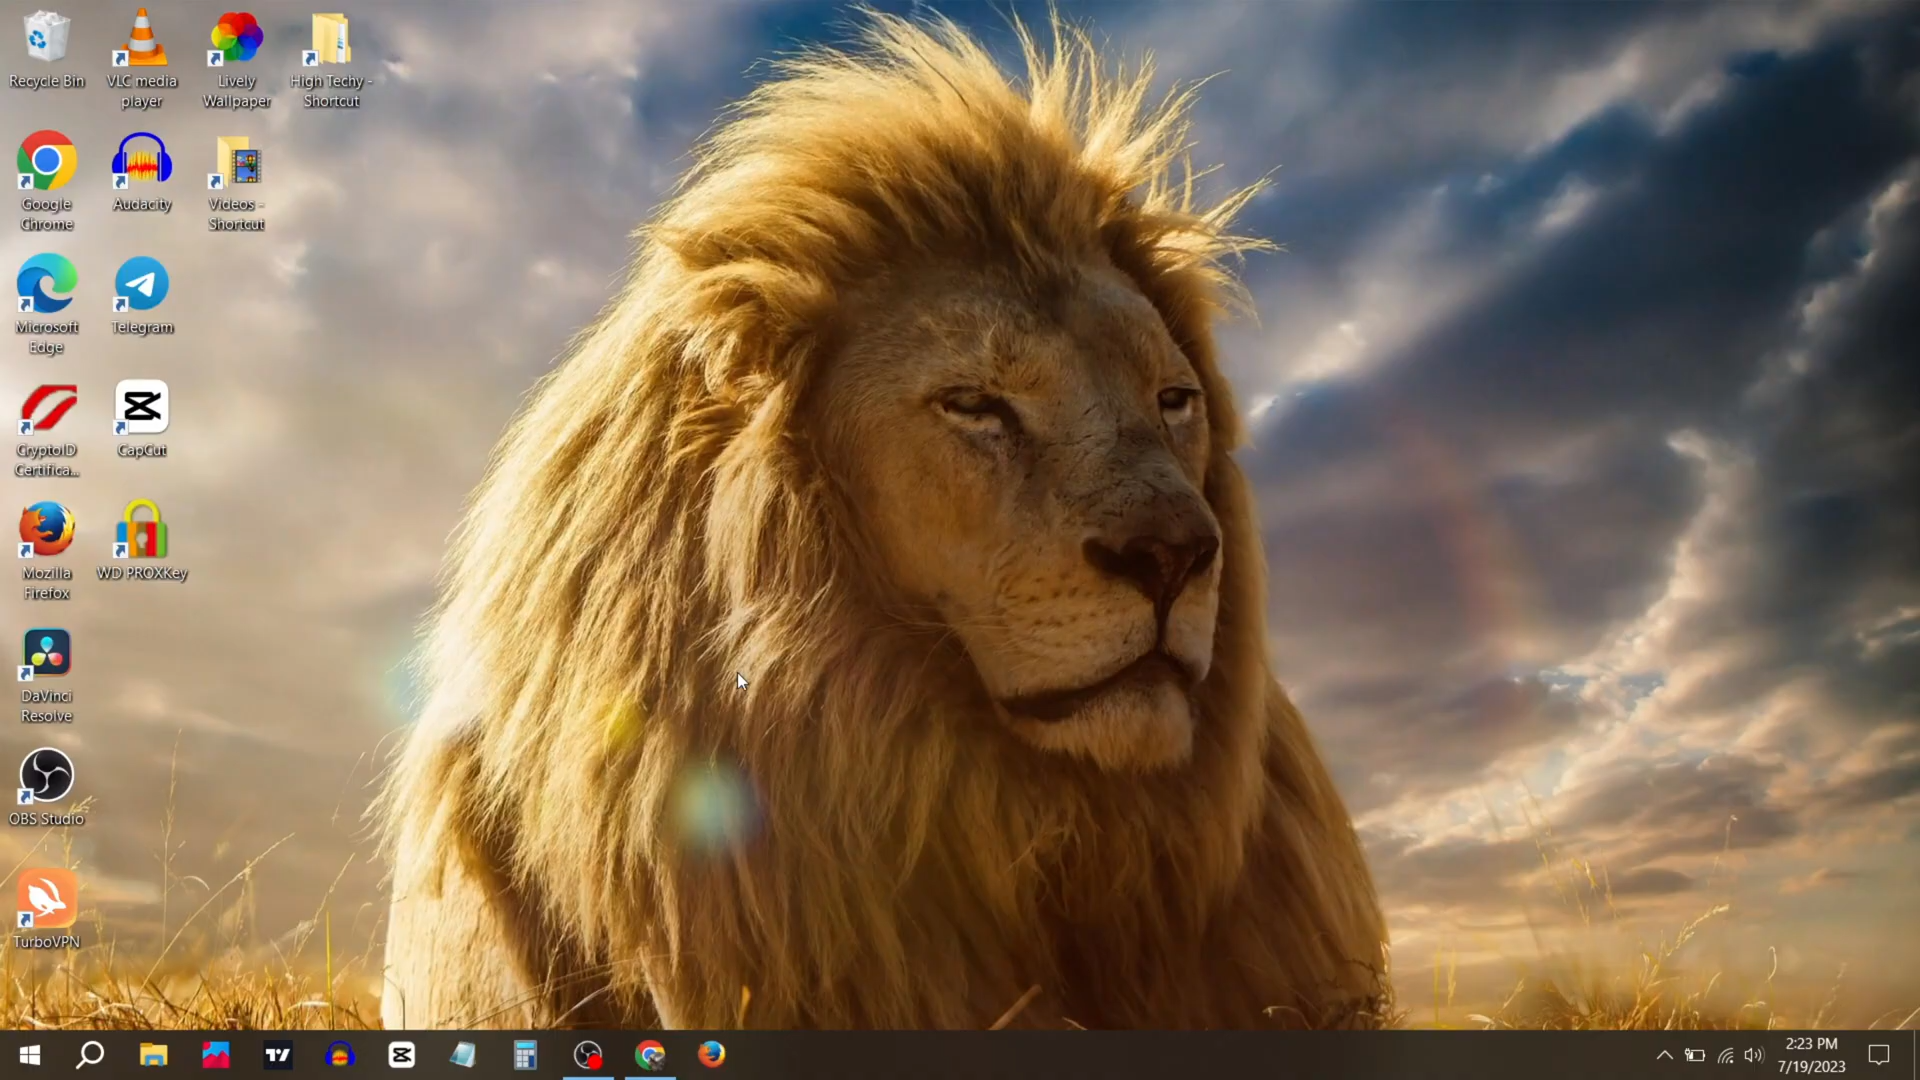 Recycle Bin
VLC media
player
Lively
Wallpaper
High Techy -
Shortcut
Google
Chrome
Audacity
Videos -
Shortcut
Microsoft
Edge
Telegram
CryptoID
Certifica...
CapCut
Mozilla
Firefox
WD PROXKey
DaVinci
Resolve
OBS Studio
TurboVPN
2:23 PM
7/19/2023